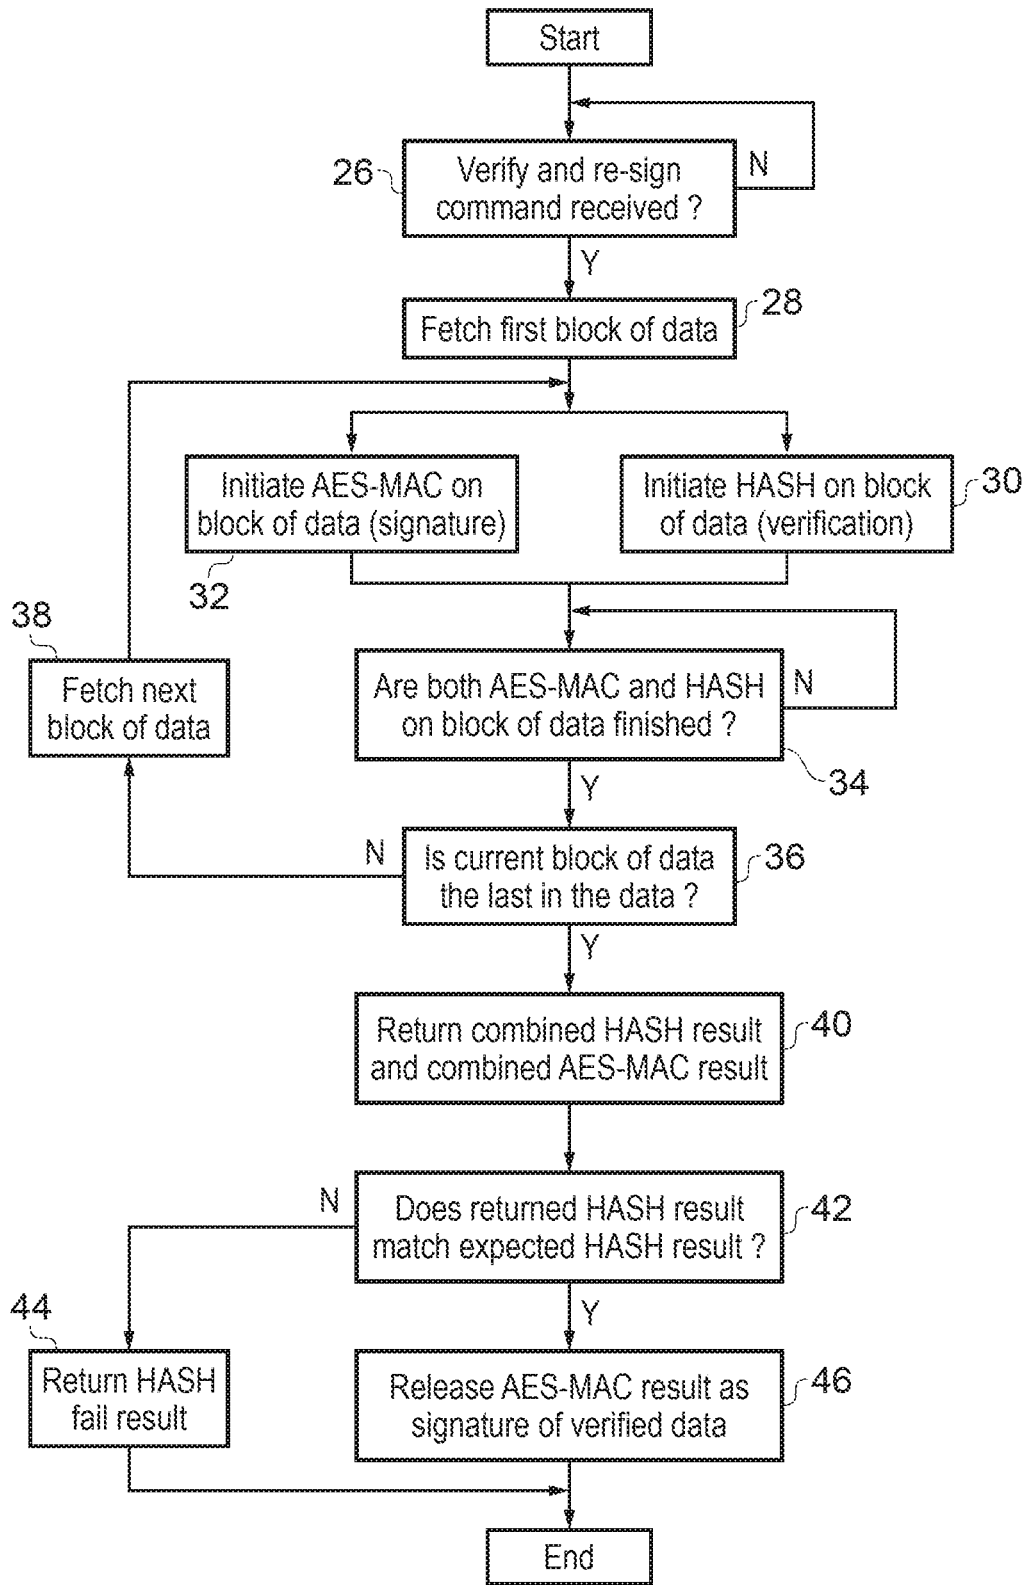 Start
26
Verify and re-sign
command received ?
N
Y
28
Fetch first block of data
Initiate AES-MAC on
block of data (signature)
32
Initiate HASH on block
of data (verification)
30
38
Fetch next
block of data
Are both AES-MAC and HASH
on block of data finished ?
N
34
Y
N
Is current block of data
the last in the data ?
36
Y
Return combined HASH result
and combined AES-MAC result
40
N
Does returned HASH result
match expected HASH result ?
42
Y
44
Return HASH
fail result
Release AES-MAC result as
signature of verified data
46
End